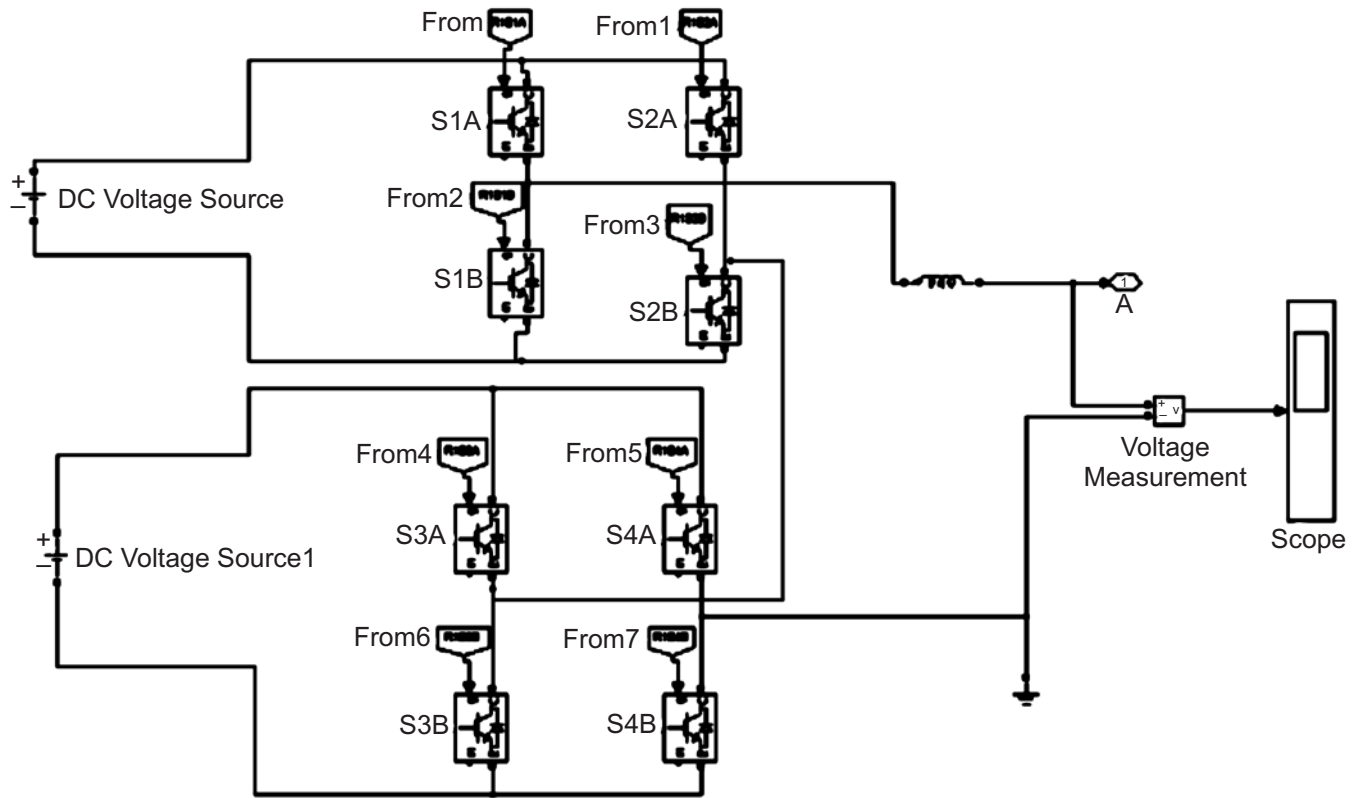 From
From1
S1A
S2A
+
−
DC Voltage Source
From2
From3
S1B
S2B
1
A
+
−
v
Voltage
Measurement
Scope
From4
From5
S3A
S4A
+
−
DC Voltage Source1
From6
From7
S3B
S4B